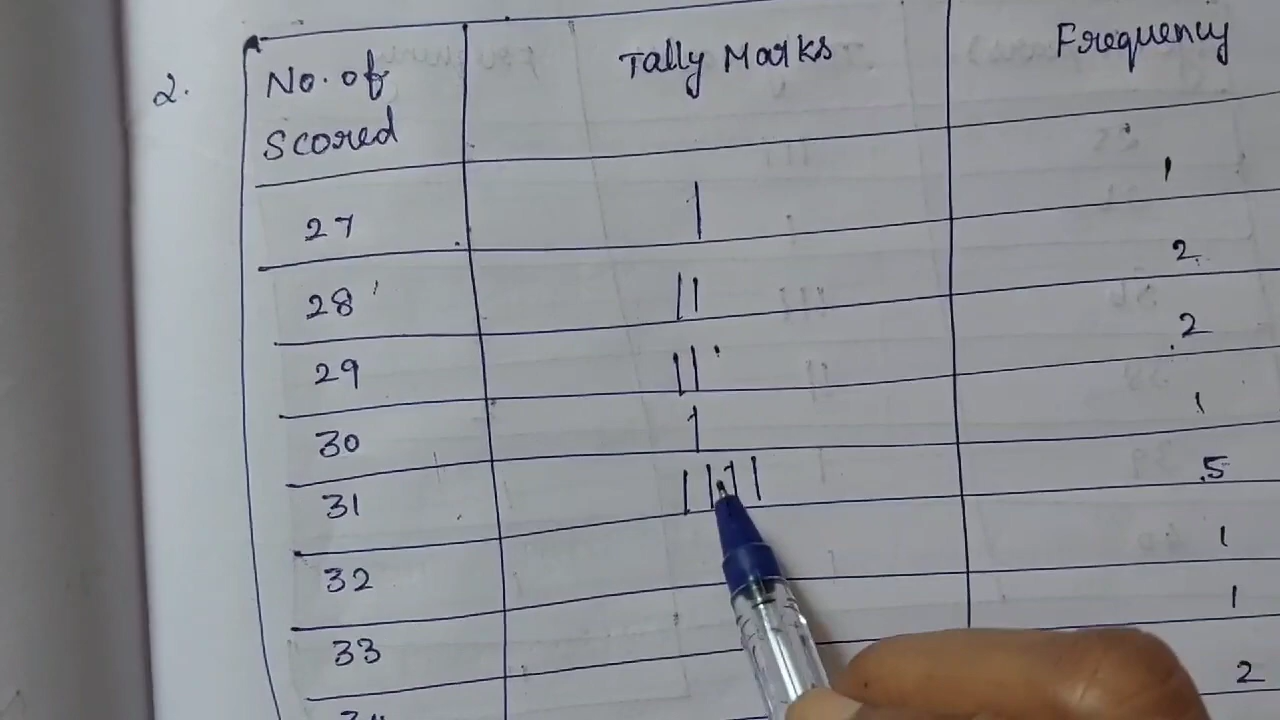 2.
No. of Scored Tally Marks Frequency
27 | 1
28 || 2
29 || 2
30 | 1
31 |||| 5
32 1
33 1
34 2